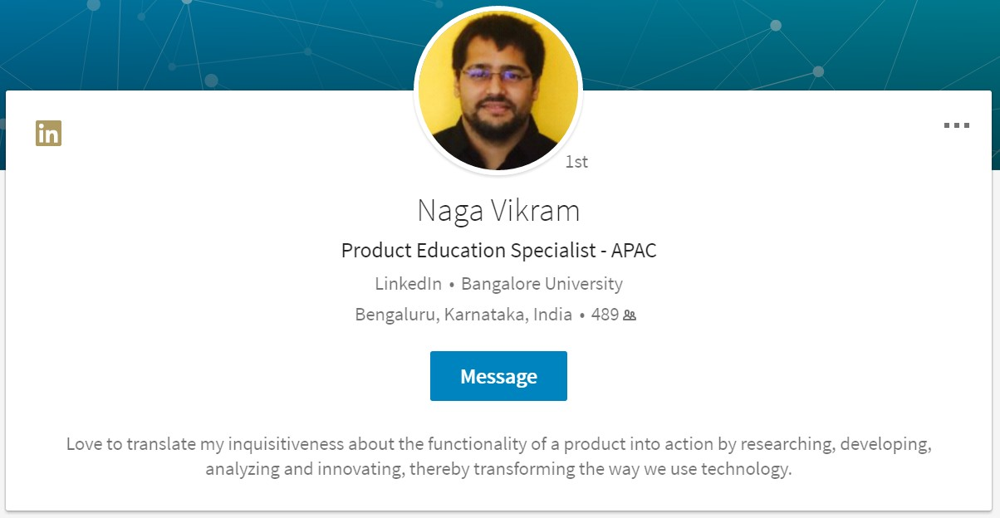 in
1st
Naga Vikram
Product Education Specialist - APAC
LinkedIn • Bangalore University
Bengaluru, Karnataka, India • 489
Message
Love to translate my inquisitiveness about the functionality of a product into action by researching, developing,
analyzing and innovating, thereby transforming the way we use technology.